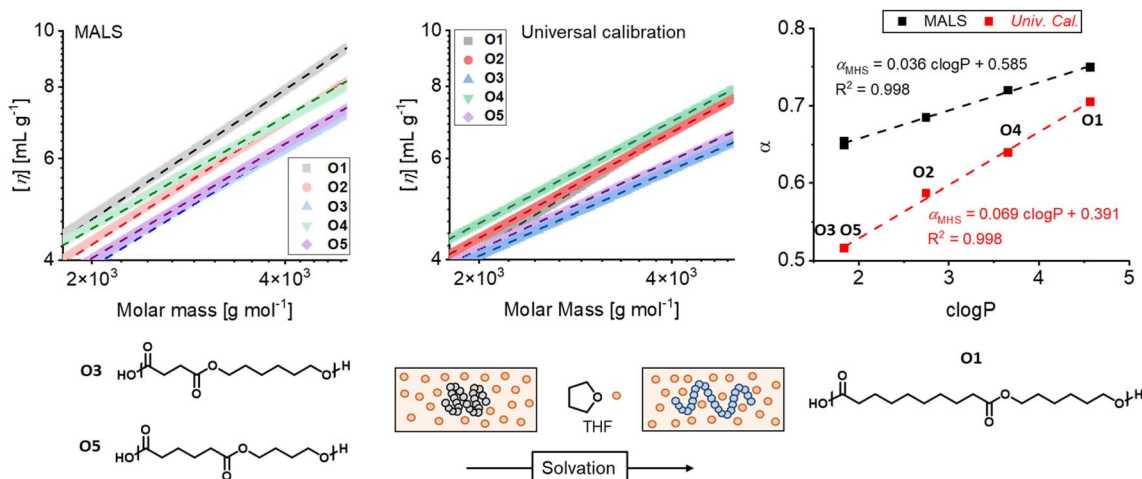 MALS
10
6
4
[η] [mL g⁻¹]
2×10³
4×10³
Molar mass [g mol⁻¹]
O1
O2
O3
O4
O5
Universal calibration
10
6
4
[η] [mL g⁻¹]
2×10³
4×10³
Molar Mass [g mol⁻¹]
O1
O2
O3
O4
O5
MALS Univ. Cal.
α_MHS = 0.036 clogP + 0.585
R² = 0.998
O1
O4
O2
O3 O5
α_MHS = 0.069 clogP + 0.391
R² = 0.998
0.7
0.6
0.5
α
2 3 4 5
clogP
O3
HO
O
O
O
O
H
O5
HO
O
O
O
O
H
O
THF
Solvation
O1
HO
O
O
O
O
H